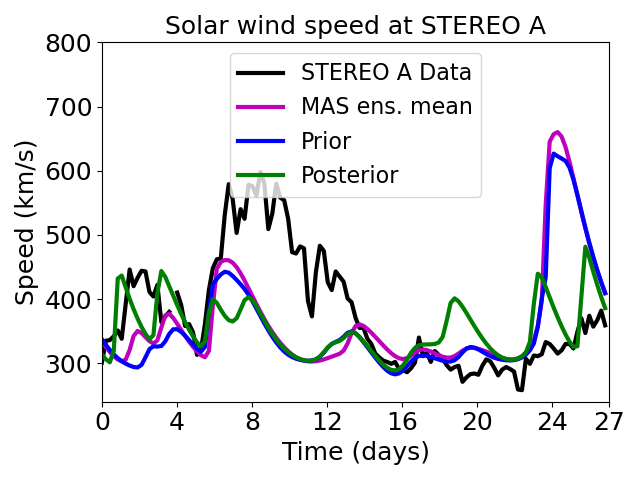 Solar wind speed at STEREO A
800
700
600
500
400
300
Speed (km/s)
STEREO A Data
MAS ens. mean
Prior
Posterior
0 4 8 12 16 20 24 27
Time (days)